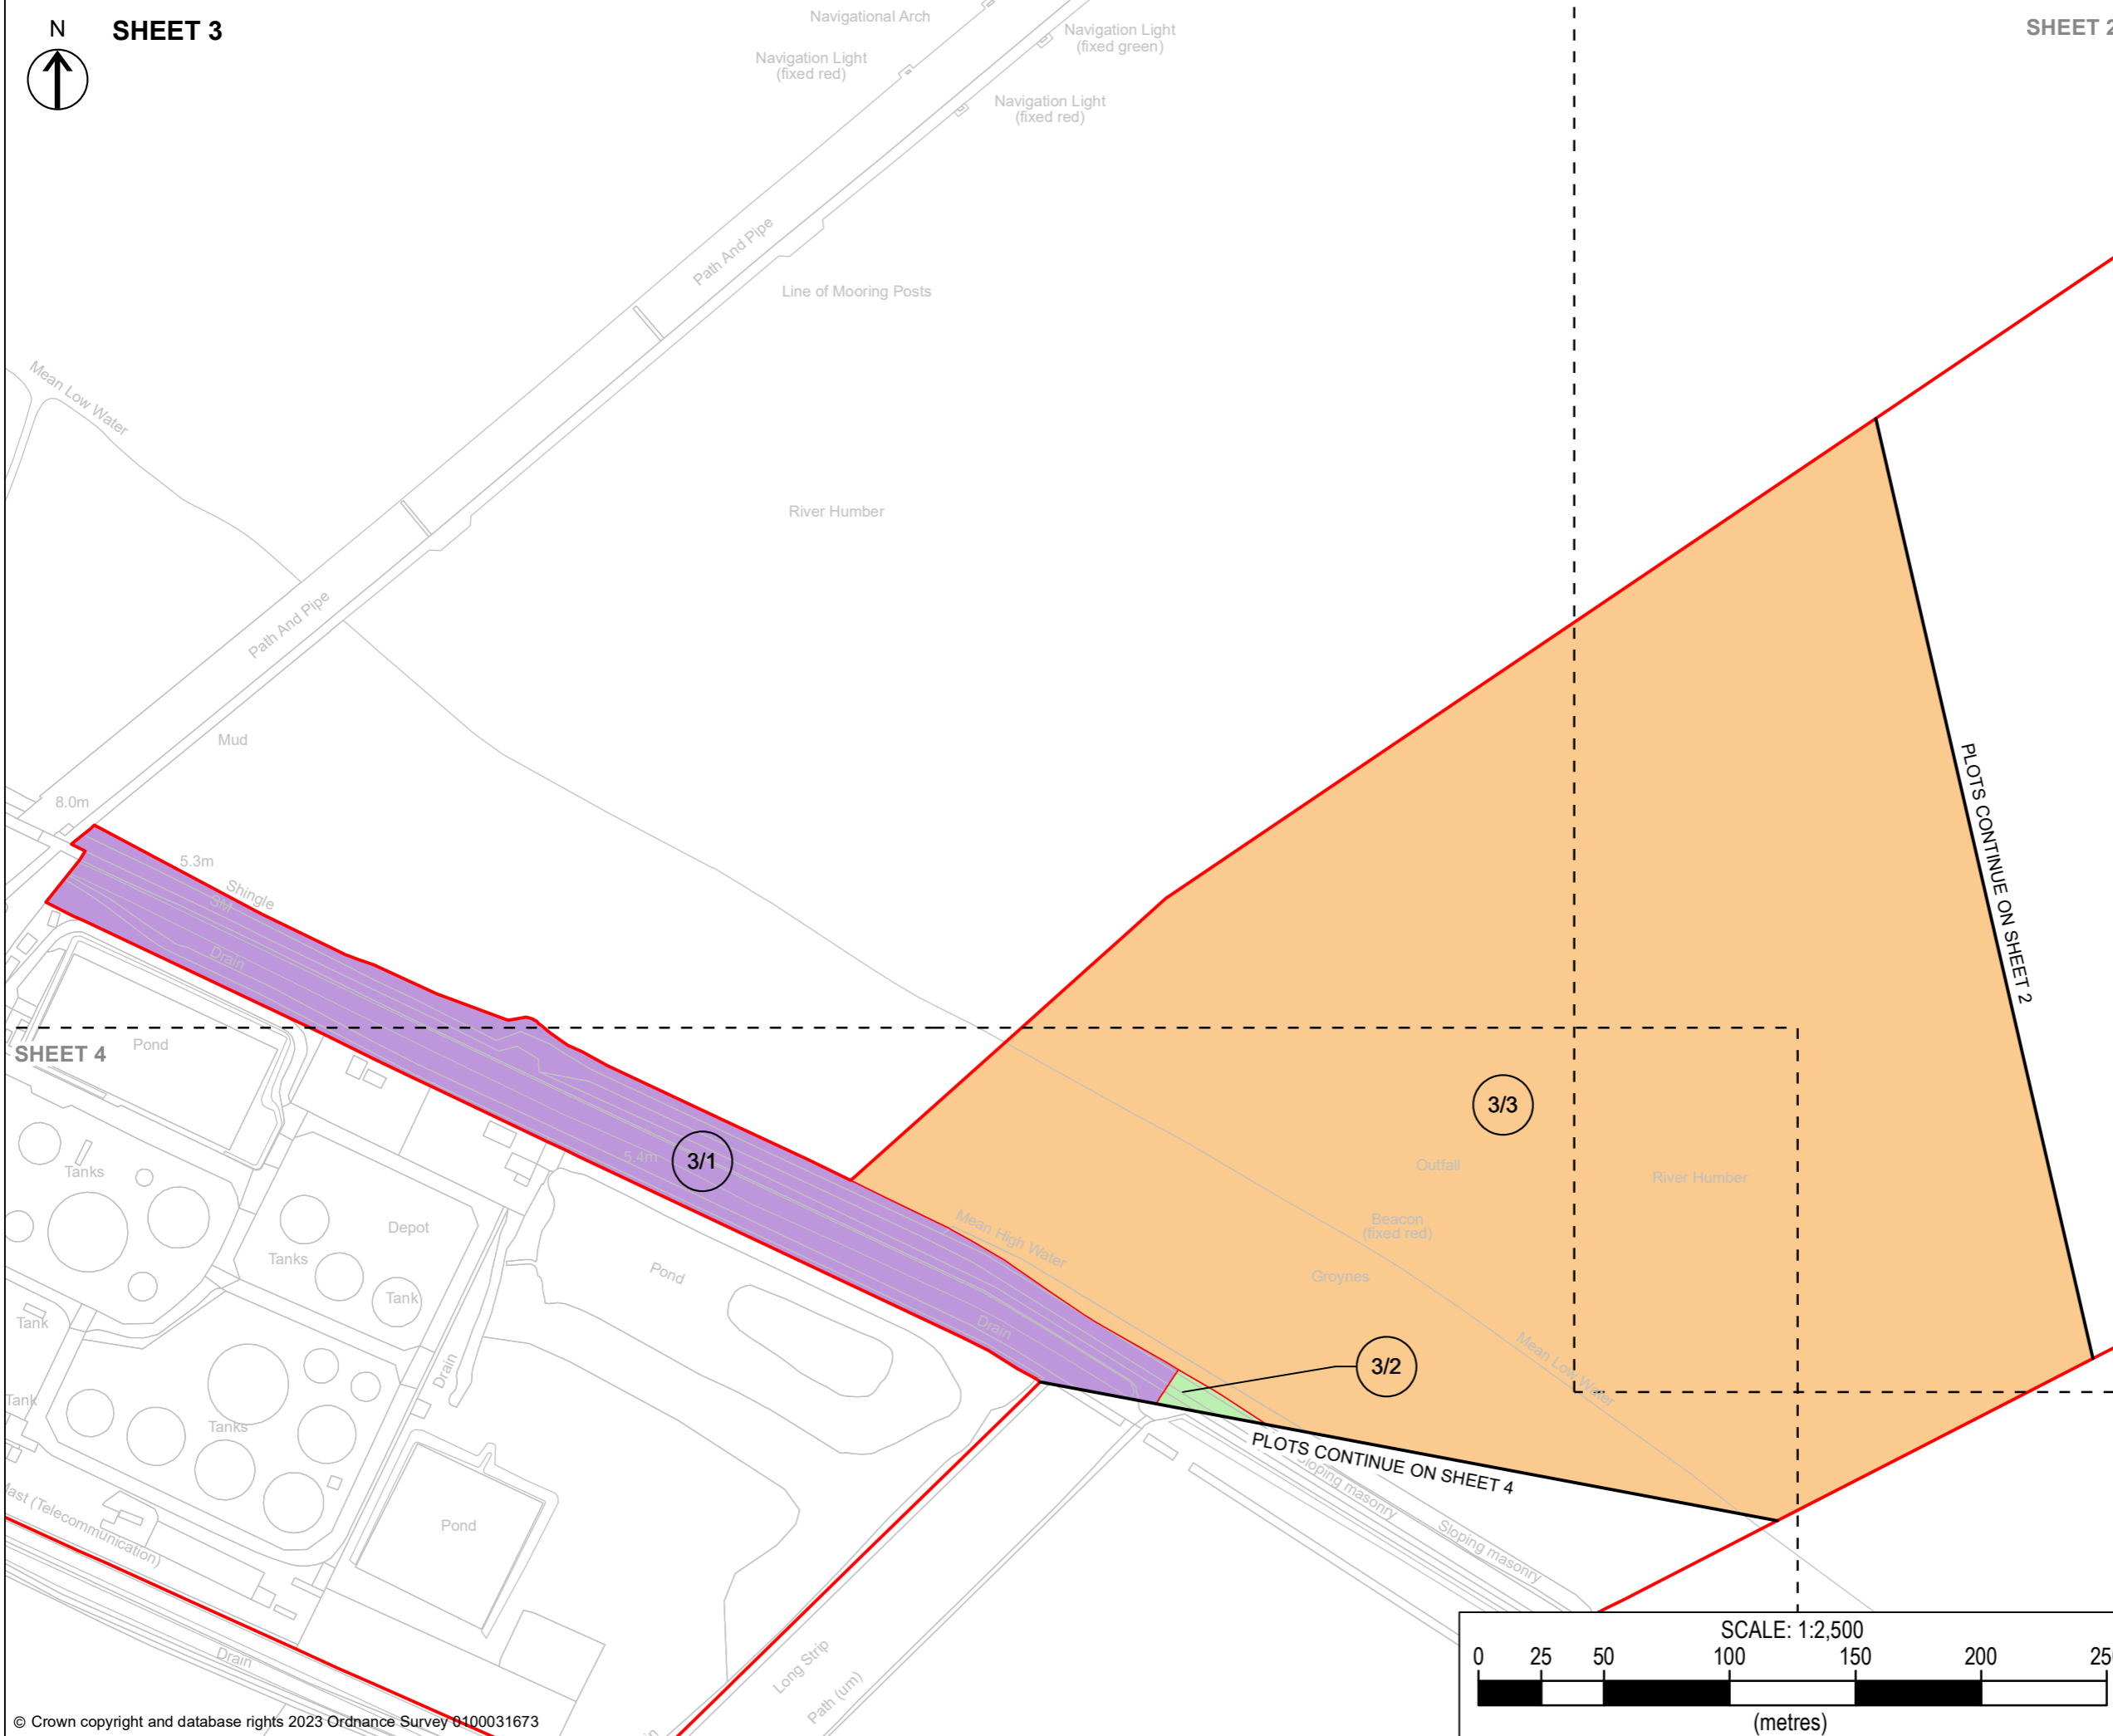 N
SHEET 3
SHEET 2
Navigational Arch
Navigation Light
(fixed green)
Navigation Light
(fixed red)
Navigation Light
(fixed red)
Path And Pipe
Line of Mooring Posts
Mean Low Water
River Humber
Path And Pipe
Mud
8.0m
5.3m
Shingle
SM
Drain
PLOTS CONTINUE ON SHEET 2
SHEET 4
Pond
3/3
5.4m
3/1
Outfall
River Humber
Tanks
Depot
Mean High Water
Beacon
(fixed red)
Tanks
Pond
Groynes
Tank
Tank
Drain
3/2
Mean Low Water
Drain
Tank
Tanks
PLOTS CONTINUE ON SHEET 4
Sloping masonry
Mast (Telecommunication)
Pond
Sloping masonry
Drain
Long Strip
Path (um)
SCALE: 1:2,500
0 25 50 100 150 200 250
(metres)
© Crown copyright and database rights 2023 Ordnance Survey 0100031673